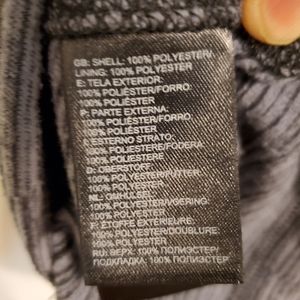 GB: SHELL: 100% POLYESTER/
LINING: 100% POLYESTER
E: TELA EXTERIOR:
100% POLIÉSTER/FORRO:
100% POLIÉSTER
P: PARTE EXTERNA:
100% POLIÉSTER/FORRO:
100% POLIÉSTER
I: ESTERNO STRATO:
100% POLIESTERE/FODERA:
100% POLIESTERE
D: OBERSTOFF:
100% POLYESTER/FUTTER:
100% POLYESTER
NL: OMHULSEL:
100% POLYESTER/VOERING:
100% POLYESTER
F: ÉTOFFE EXTÉRIEURE:
100% POLYESTER/DOUBLURE:
100% POLYESTER
RU: ВЕРХ: 100% ПОЛИЭСТЕР/
ПОДКЛАДКА: 100% ПОЛИЭСТЕР